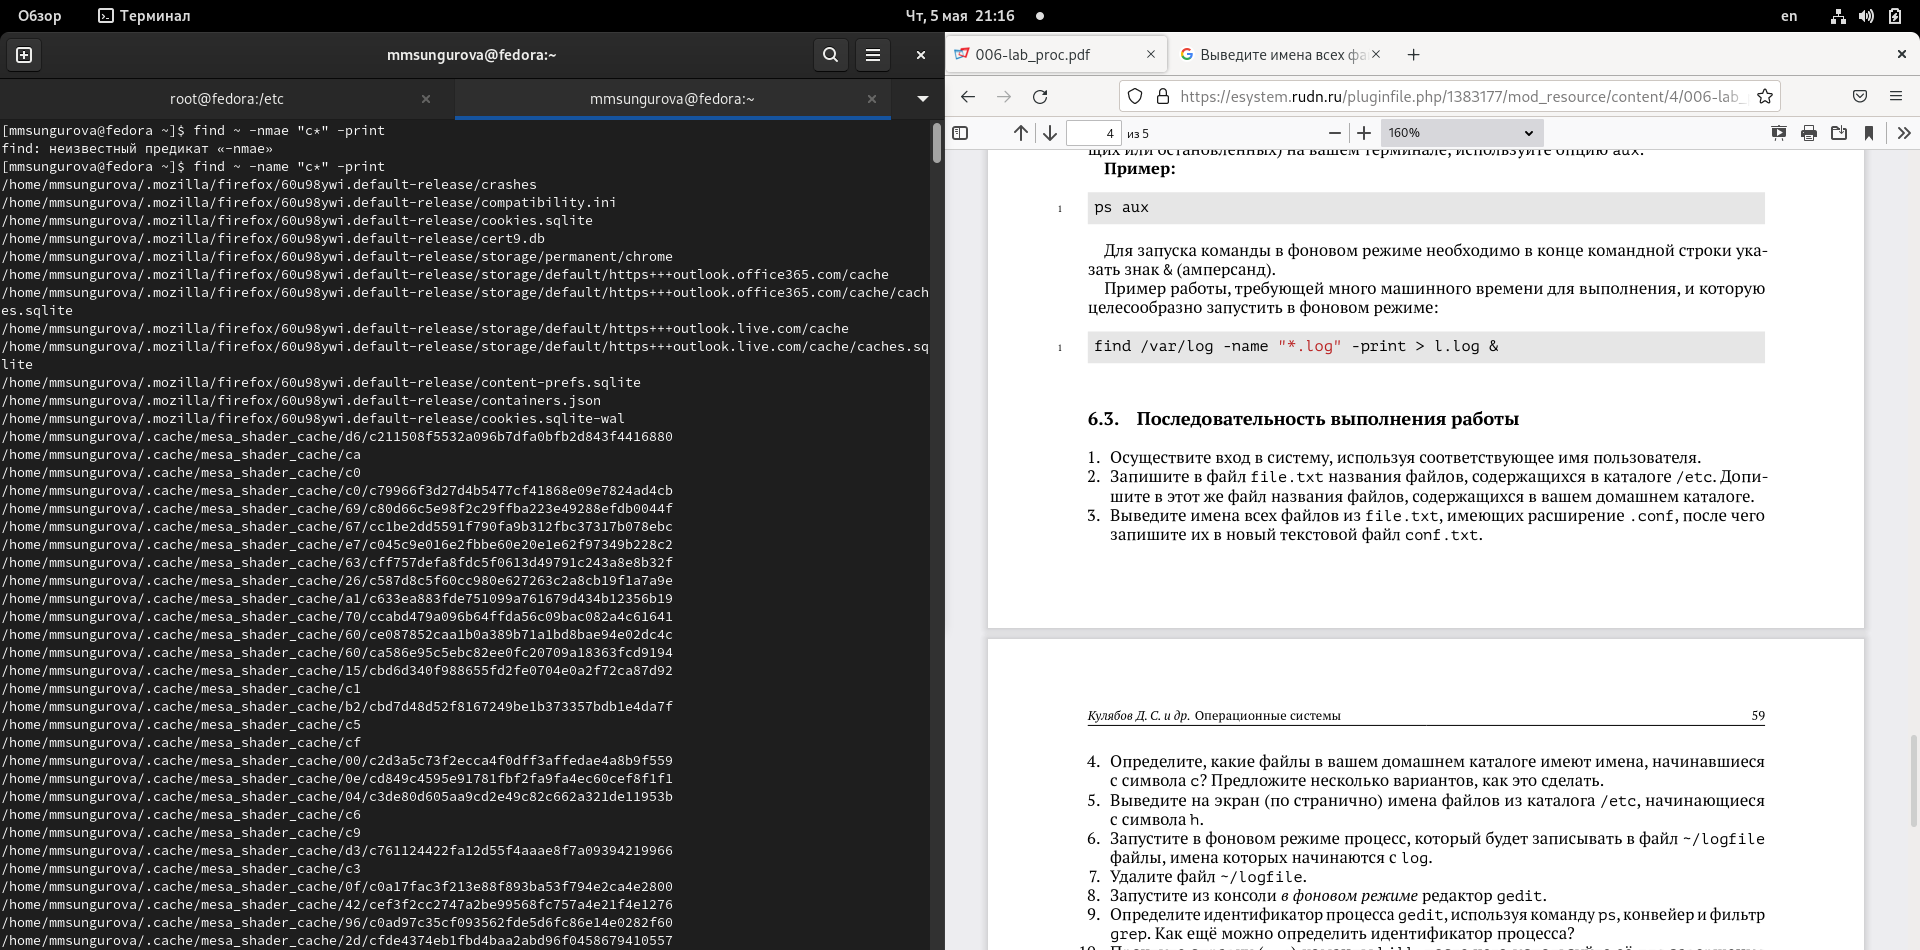 Обзор
Терминал
Чт, 5 мая 21:16
en
mmsungurova@fedora:~
root@fedora:/etc
mmsungurova@fedora:~
[mmsungurova@fedora ~]$ find ~ -nmae "c*" -print
find: неизвестный предикат «-nmae»
[mmsungurova@fedora ~]$ find ~ -name "c*" -print
/home/mmsungurova/.mozilla/firefox/60u98ywi.default-release/crashes
/home/mmsungurova/.mozilla/firefox/60u98ywi.default-release/compatibility.ini
/home/mmsungurova/.mozilla/firefox/60u98ywi.default-release/cookies.sqlite
/home/mmsungurova/.mozilla/firefox/60u98ywi.default-release/cert9.db
/home/mmsungurova/.mozilla/firefox/60u98ywi.default-release/storage/permanent/chrome
/home/mmsungurova/.mozilla/firefox/60u98ywi.default-release/storage/default/https+++outlook.office365.com/cache
/home/mmsungurova/.mozilla/firefox/60u98ywi.default-release/storage/default/https+++outlook.office365.com/cache/cach
es.sqlite
/home/mmsungurova/.mozilla/firefox/60u98ywi.default-release/storage/default/https+++outlook.live.com/cache
/home/mmsungurova/.mozilla/firefox/60u98ywi.default-release/storage/default/https+++outlook.live.com/cache/caches.sq
lite
/home/mmsungurova/.mozilla/firefox/60u98ywi.default-release/content-prefs.sqlite
/home/mmsungurova/.mozilla/firefox/60u98ywi.default-release/containers.json
/home/mmsungurova/.mozilla/firefox/60u98ywi.default-release/cookies.sqlite-wal
/home/mmsungurova/.cache/mesa_shader_cache/d6/c211508f5532a096b7dfa0bfb2d843f4416880
/home/mmsungurova/.cache/mesa_shader_cache/ca
/home/mmsungurova/.cache/mesa_shader_cache/c0
/home/mmsungurova/.cache/mesa_shader_cache/c0/c79966f3d27d4b5477cf41868e09e7824ad4cb
/home/mmsungurova/.cache/mesa_shader_cache/69/c80d66c5e98f2c29ffba223e49288efdb0044f
/home/mmsungurova/.cache/mesa_shader_cache/67/cc1be2dd5591f790fa9b312fbc37317b078ebc
/home/mmsungurova/.cache/mesa_shader_cache/e7/c045c9e016e2fbbe60e20e1e62f97349b228c2
/home/mmsungurova/.cache/mesa_shader_cache/63/cff757defa8fdc5f0613d49791c243a8e8b32f
/home/mmsungurova/.cache/mesa_shader_cache/26/c587d8c5f60cc980e627263c2a8cb19f1a7a9e
/home/mmsungurova/.cache/mesa_shader_cache/a1/c633ea883fde751099a761679d434b12356b19
/home/mmsungurova/.cache/mesa_shader_cache/70/ccabd479a096b64ffda56c09bac082a4c61641
/home/mmsungurova/.cache/mesa_shader_cache/60/ce087852caa1b0a389b71a1bd8bae94e02dc4c
/home/mmsungurova/.cache/mesa_shader_cache/60/ca586e95c5ebc82ee0fc20709a18363fcd9194
/home/mmsungurova/.cache/mesa_shader_cache/15/cbd6d340f988655fd2fe0704e0a2f72ca87d92
/home/mmsungurova/.cache/mesa_shader_cache/c1
/home/mmsungurova/.cache/mesa_shader_cache/b2/cbd7d48d52f8167249be1b373357bdb1e4da7f
/home/mmsungurova/.cache/mesa_shader_cache/c5
/home/mmsungurova/.cache/mesa_shader_cache/cf
/home/mmsungurova/.cache/mesa_shader_cache/00/c2d3a5c73f2ecca4f0dff3affedae4a8b9f559
/home/mmsungurova/.cache/mesa_shader_cache/0e/cd849c4595e91781fbf2fa9fa4ec60cef8f1f1
/home/mmsungurova/.cache/mesa_shader_cache/04/c3de80d605aa9cd2e49c82c662a321de11953b
/home/mmsungurova/.cache/mesa_shader_cache/c6
/home/mmsungurova/.cache/mesa_shader_cache/c9
/home/mmsungurova/.cache/mesa_shader_cache/d3/c761124422fa12d55f4aaae8f7a09394219966
/home/mmsungurova/.cache/mesa_shader_cache/c3
/home/mmsungurova/.cache/mesa_shader_cache/0f/c0a17fac3f213e88f893ba53f794e2ca4e2800
/home/mmsungurova/.cache/mesa_shader_cache/42/cef3f2cc2747a2be99568fc757a4e21f4e1276
/home/mmsungurova/.cache/mesa_shader_cache/96/c0ad97c35cf093562fde5d6fc86e14e0282f60
/home/mmsungurova/.cache/mesa_shader_cache/2d/cfde4374eb1fbd4baa2abd96f0458679410557
006-lab_proc.pdf
Выведите имена всех фа
https://esystem.rudn.ru/pluginfile.php/1383177/mod_resource/content/4/006-lab_
4 из 5
160%
щих или остановленных) на вашем терминале, используйте опцию aux.
Пример:
1 ps aux
Для запуска команды в фоновом режиме необходимо в конце командной строки ука-
зать знак & (амперсанд).
Пример работы, требующей много машинного времени для выполнения, и которую
целесообразно запустить в фоновом режиме:
1 find /var/log -name "*.log" -print > l.log &
6.3. Последовательность выполнения работы
1. Осуществите вход в систему, используя соответствующее имя пользователя.
2. Запишите в файл file.txt названия файлов, содержащихся в каталоге /etc. Допи-
шите в этот же файл названия файлов, содержащихся в вашем домашнем каталоге.
3. Выведите имена всех файлов из file.txt, имеющих расширение .conf, после чего
запишите их в новый текстовой файл conf.txt.
Кулябов Д. С. и др. Операционные системы 59
4. Определите, какие файлы в вашем домашнем каталоге имеют имена, начинавшиеся
с символа c? Предложите несколько вариантов, как это сделать.
5. Выведите на экран (по странично) имена файлов из каталога /etc, начинающиеся
с символа h.
6. Запустите в фоновом режиме процесс, который будет записывать в файл ~/logfile
файлы, имена которых начинаются с log.
7. Удалите файл ~/logfile.
8. Запустите из консоли в фоновом режиме редактор gedit.
9. Определите идентификатор процесса gedit, используя команду ps, конвейер и фильтр
grep. Как ещё можно определить идентификатор процесса?